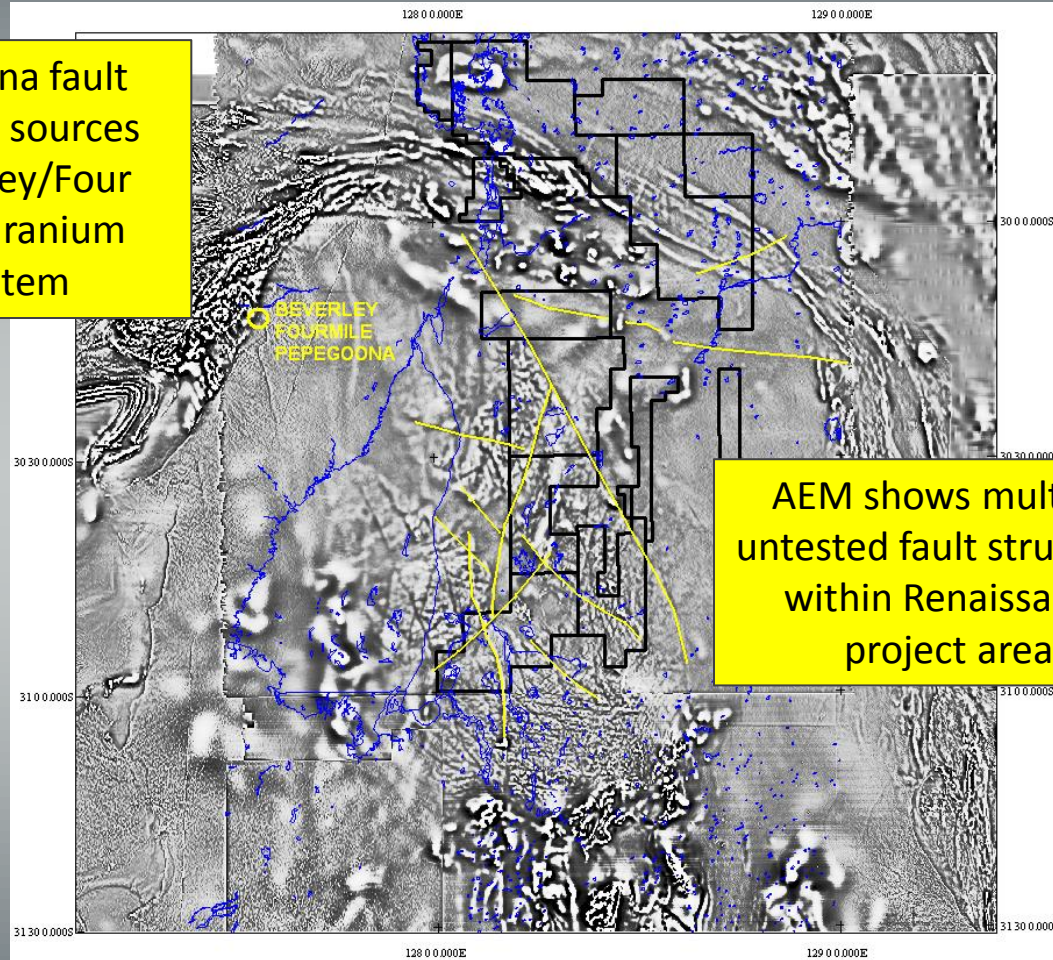 128 0 0.000E
129 0 0.000E
na fault
sources
ey/Four
ranium
tem
30 0 0.000S
BEVERLEY
FOURMILE
PEPEGOONA
30 30 0.000S
30 30 0.000S
AEM shows mult
untested fault stru
within Renaissa
project area
31 0 0.000S
31 0 0.000S
31 30 0.000S
31 30 0.000S
128 0 0.000E
129 0 0.000E